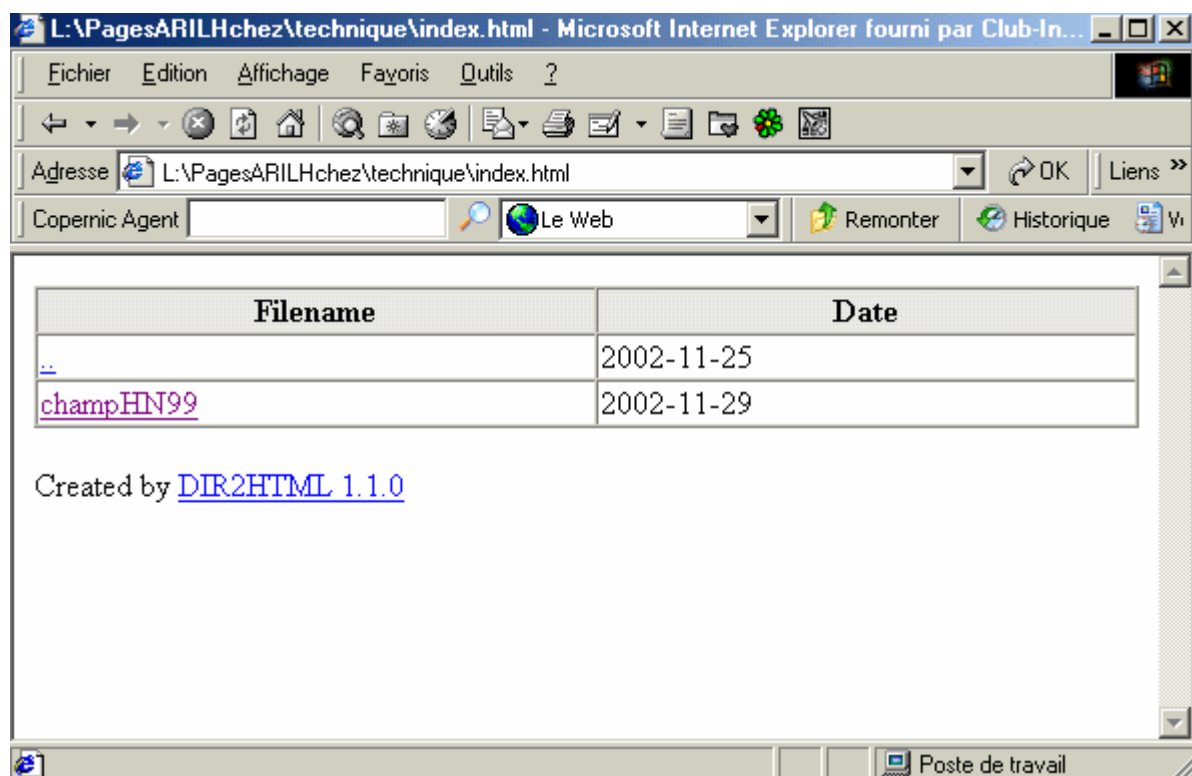 L:\PagesARILHchez\technique\index.html - Microsoft Internet Explorer fourni par Club-In...
Fichier Edition Affichage Favoris Outils ?
Adresse L:\PagesARILHchez\technique\index.html OK Liens »
Copernic Agent Le Web Remonter Historique
Filename Date
.. 2002-11-25
champHN99 2002-11-29
Created by DIR2HTML 1.1.0
Poste de travail